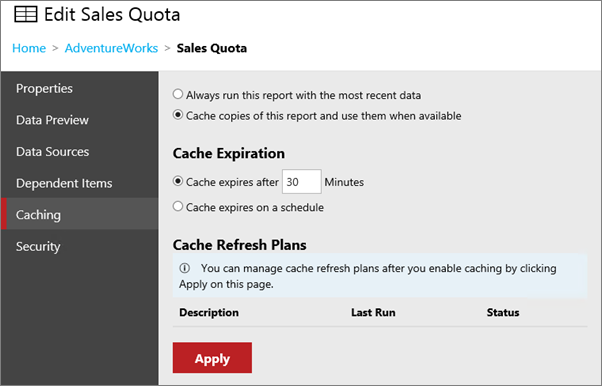 Edit Sales Quota
Home > AdventureWorks > Sales Quota
Properties
Data Preview
Data Sources
Dependent Items
Caching
Security
Always run this report with the most recent data
Cache copies of this report and use them when available
Cache Expiration
Cache expires after 30 Minutes
Cache expires on a schedule
Cache Refresh Plans
You can manage cache refresh plans after you enable caching by clicking
Apply on this page.
Description Last Run Status
Apply